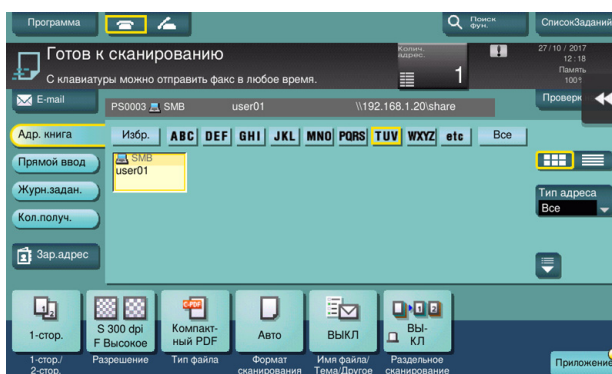 Программа
Поиск фун.
СписокЗаданий
Готов к сканированию
С клавиатуры можно отправить факс в любое время.
Колич. адрес.
1
27/10 / 2017
12:18
Память
E-mail
PS0003 SMB user01 \\192.168.1.20\share
Адр. книга
Избр. ABC DEF GHI JKL MNO PQRS TUV WXYZ etc Все
SMB
user01
Прямой ввод
Журн.задан.
Кол.получ.
Зар.адрес
Тип адреса
Все
1-стор.
S 300 dpi
F Высокое
C-PDF
Компакт-
ный PDF
Авто
ВЫКЛ
ВЫ-
КЛ
1-стор./
2-стор.
Разрешение
Тип файла
Формат
сканирования
Имя файла/
Тема/Другое
Раздельное
сканирование
Приложение